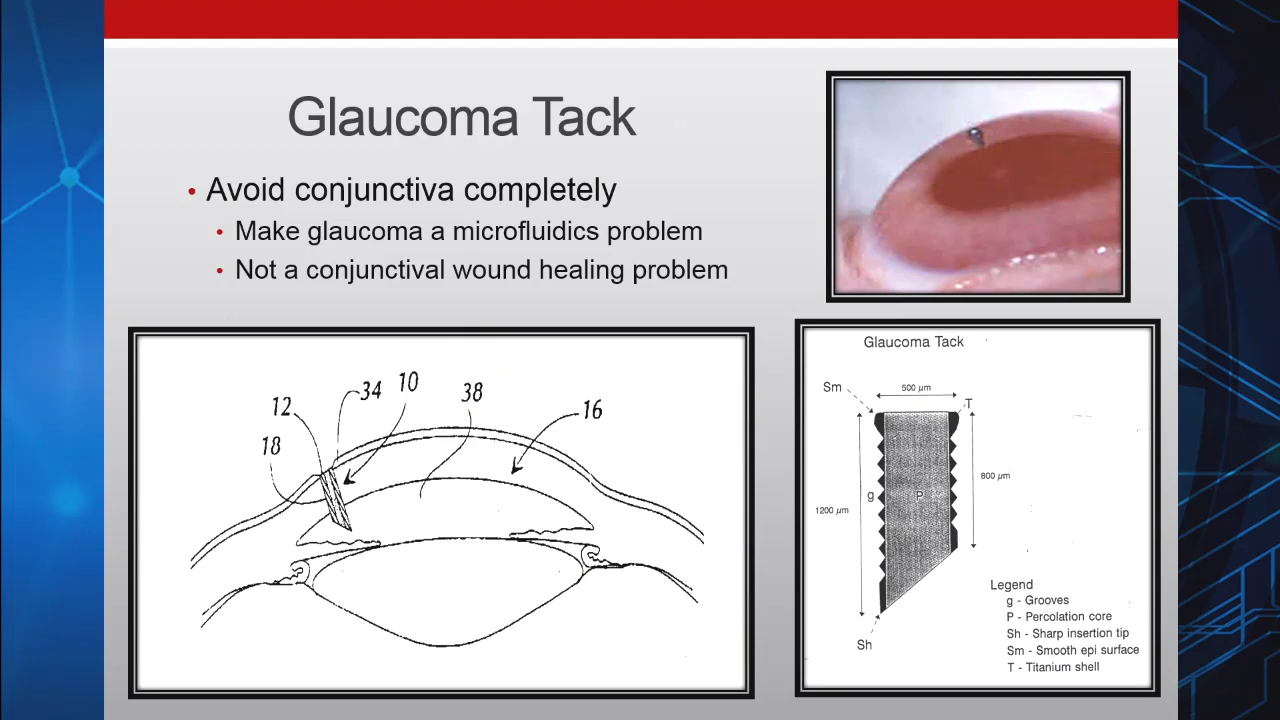 Glaucoma Tack
• Avoid conjunctiva completely
• Make glaucoma a microfluidics problem
• Not a conjunctival wound healing problem
12
34
10
38
16
18
Glaucoma Tack
Sm
500 µm
T
g
P
800 µm
1200 µm
Sh
Legend
g - Grooves
P - Percolation core
Sh - Sharp insertion tip
Sm - Smooth epi surface
T - Titanium shell